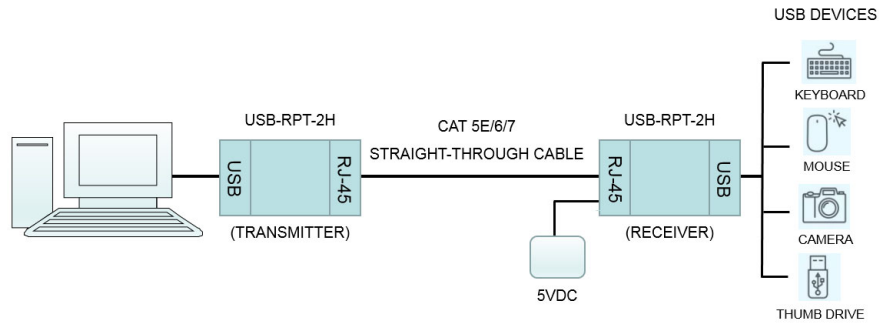 USB DEVICES
KEYBOARD
USB-RPT-2H
CAT 5E/6/7
USB-RPT-2H
STRAIGHT-THROUGH CABLE
MOUSE
USB
RJ-45
RJ-45
USB
(TRANSMITTER)
(RECEIVER)
CAMERA
5VDC
THUMB DRIVE